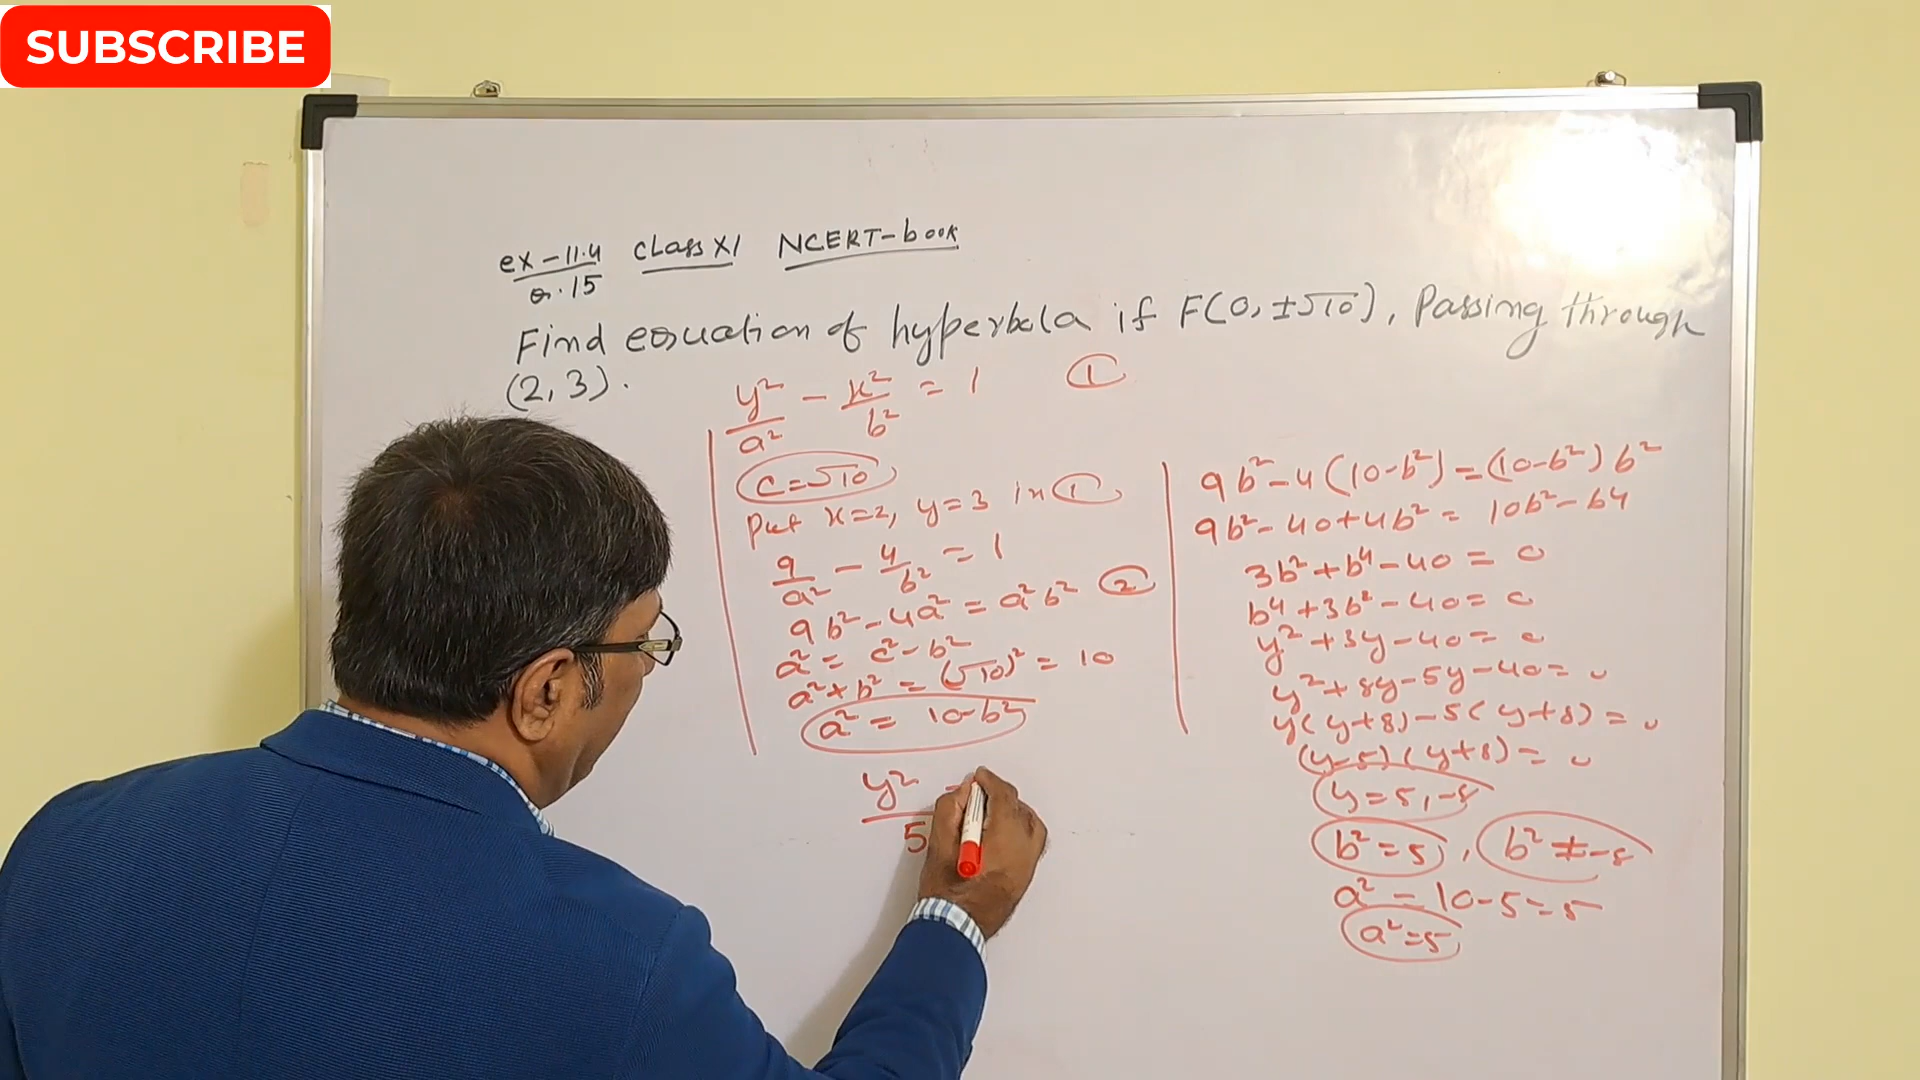 SUBSCRIBE
ex-11.4 class XI NCERT-book
Q.15
Find equation of hyperbola if F(0, ±√10), Passing through
(2, 3).
y²/a² - x²/b² = 1 ①
c=√10
Put x=2, y=3 in ①
9/a² - 4/b² = 1
9b² - 4a² = a²b² ②
a² = c² - b²
a² + b² = (√10)² = 10
a² = 10-b²
y²/5 -
9b² - 4(10-b²) = (10-b²)b²
9b² - 40 + 4b² = 10b² - b4
3b² + b⁴ - 40 = 0
b⁴ + 3b² - 40 = 0
y² + 3y - 40 = 0
y² + 8y - 5y - 40 = 0
y(y+8) - 5(y+8) = 0
(y-5)(y+8) = 0
y = 5, -8
b² = 5, b² ≠ -8
a² = 10-5 = 5
a² = 5